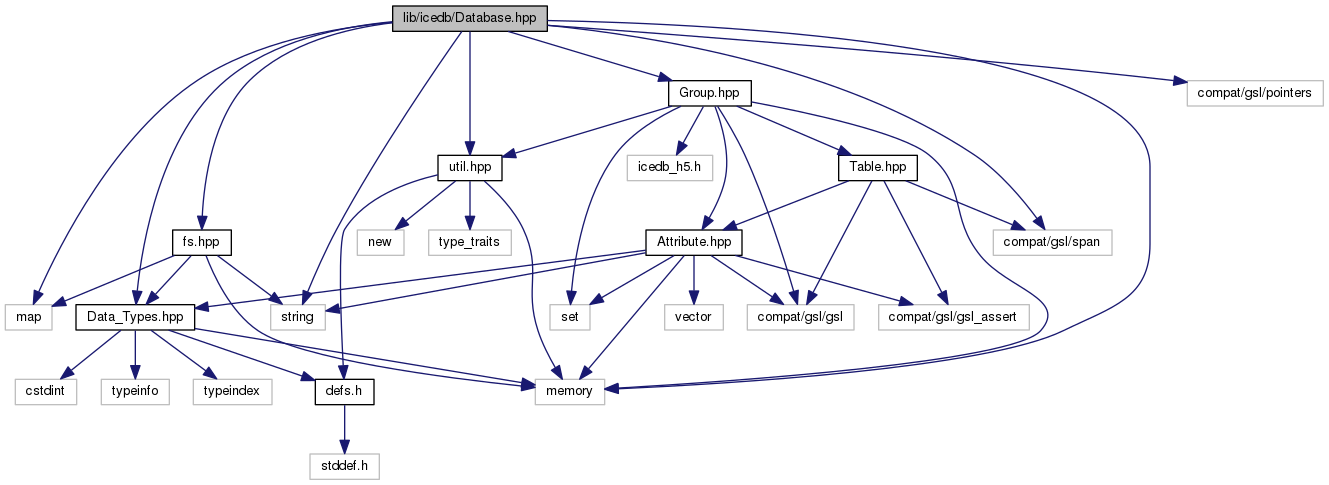 lib/icedb/Database.hpp
Group.hpp
compat/gsl/pointers
util.hpp
icedb_h5.h
Table.hpp
fs.hpp
new
type_traits
Attribute.hpp
compat/gsl/span
map
Data_Types.hpp
string
set
vector
compat/gsl/gsl
compat/gsl/gsl_assert
cstdint
typeinfo
typeindex
defs.h
memory
stddef.h